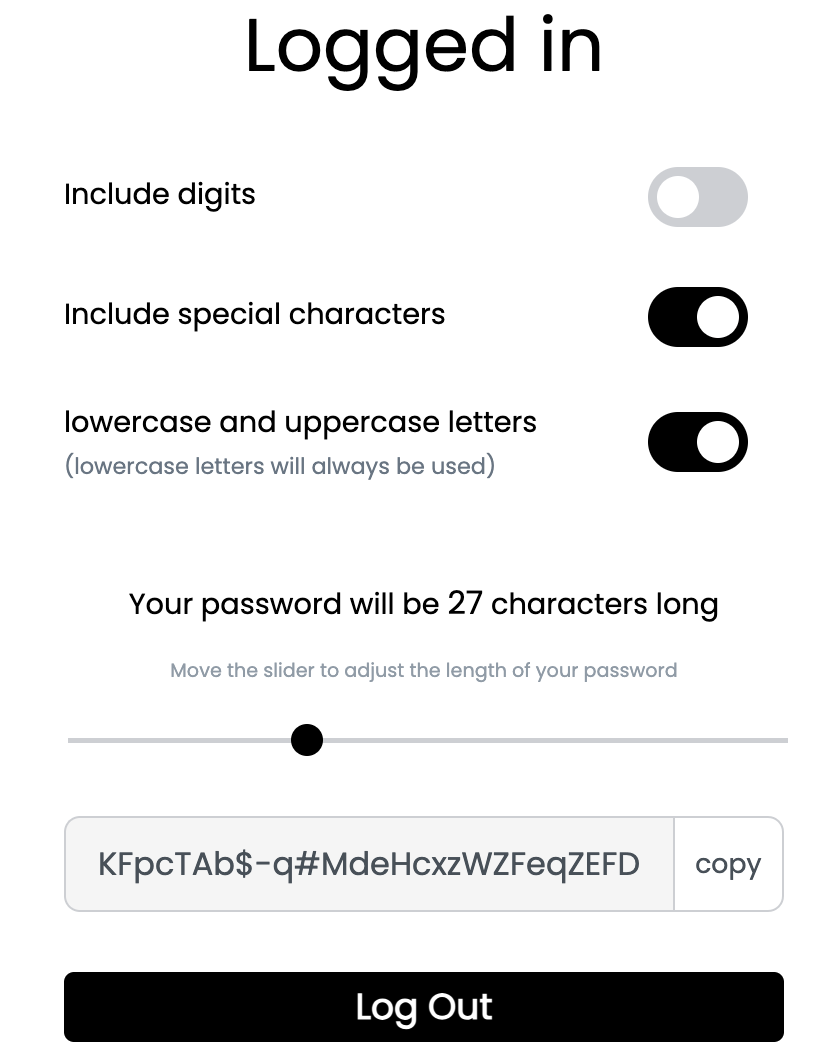 Logged in
Include digits
Include special characters
lowercase and uppercase letters
(lowercase letters will always be used)
Your password will be 27 characters long
Move the slider to adjust the length of your password
KFpcTAb$-q#MdeHcxzWZFeqZEFD
copy
Log Out